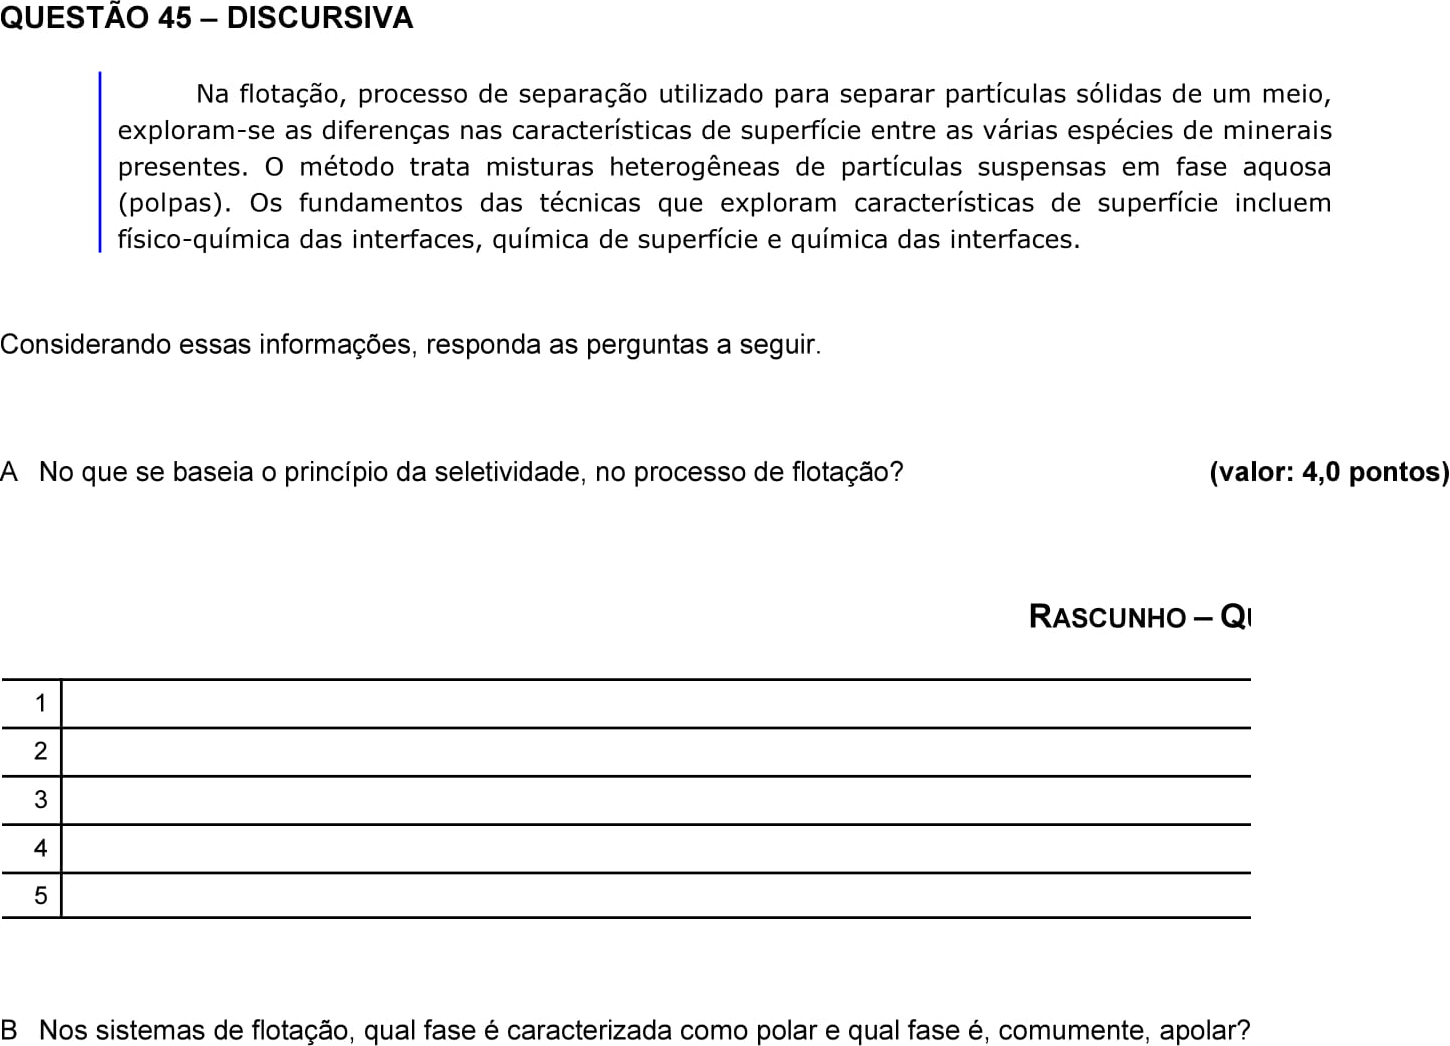 QUESTÃO 45 – DISCURSIVA
Na flotação, processo de separação utilizado para separar partículas sólidas de um meio,
exploram-se as diferenças nas características de superfície entre as várias espécies de minerais
presentes. O método trata misturas heterogêneas de partículas suspensas em fase aquosa
(polpas). Os fundamentos das técnicas que exploram características de superfície incluem
físico-química das interfaces, química de superfície e química das interfaces.
Considerando essas informações, responda as perguntas a seguir.
A No que se baseia o princípio da seletividade, no processo de flotação? (valor: 4,0 pontos)
RASCUNHO – Q
1
2
3
4
5
B Nos sistemas de flotação, qual fase é caracterizada como polar e qual fase é, comumente, apolar?